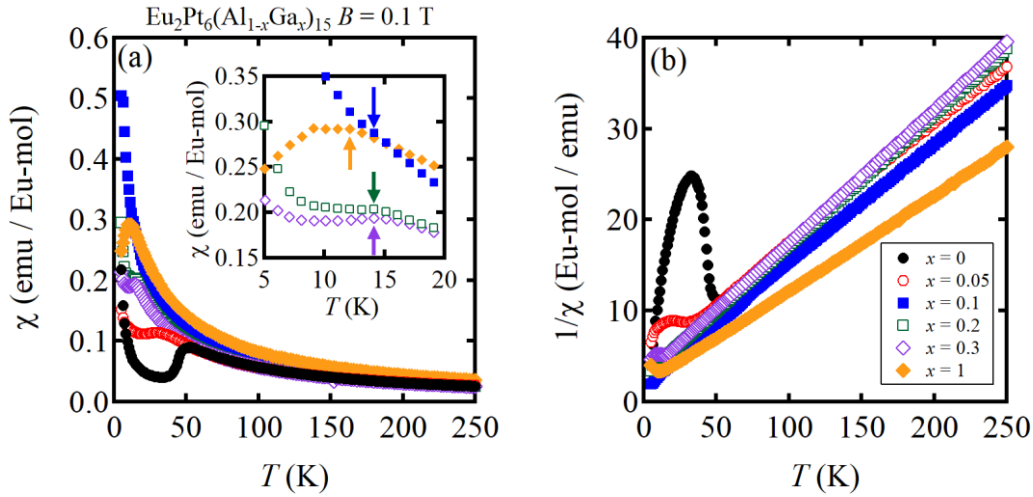 Eu2Pt6(Al1-xGax)15 B = 0.1 T
(a)
χ (emu / Eu-mol)
0.6
0.5
0.4
0.3
0.2
0.1
0.0
0 50 100 150 200 250
T (K)
χ (emu / Eu-mol)
0.35
0.30
0.25
0.20
0.15
5 10 15 20
T (K)
(b)
1/χ (Eu-mol / emu)
40
30
20
10
0
0 50 100 150 200 250
T (K)
x = 0
x = 0.05
x = 0.1
x = 0.2
x = 0.3
x = 1